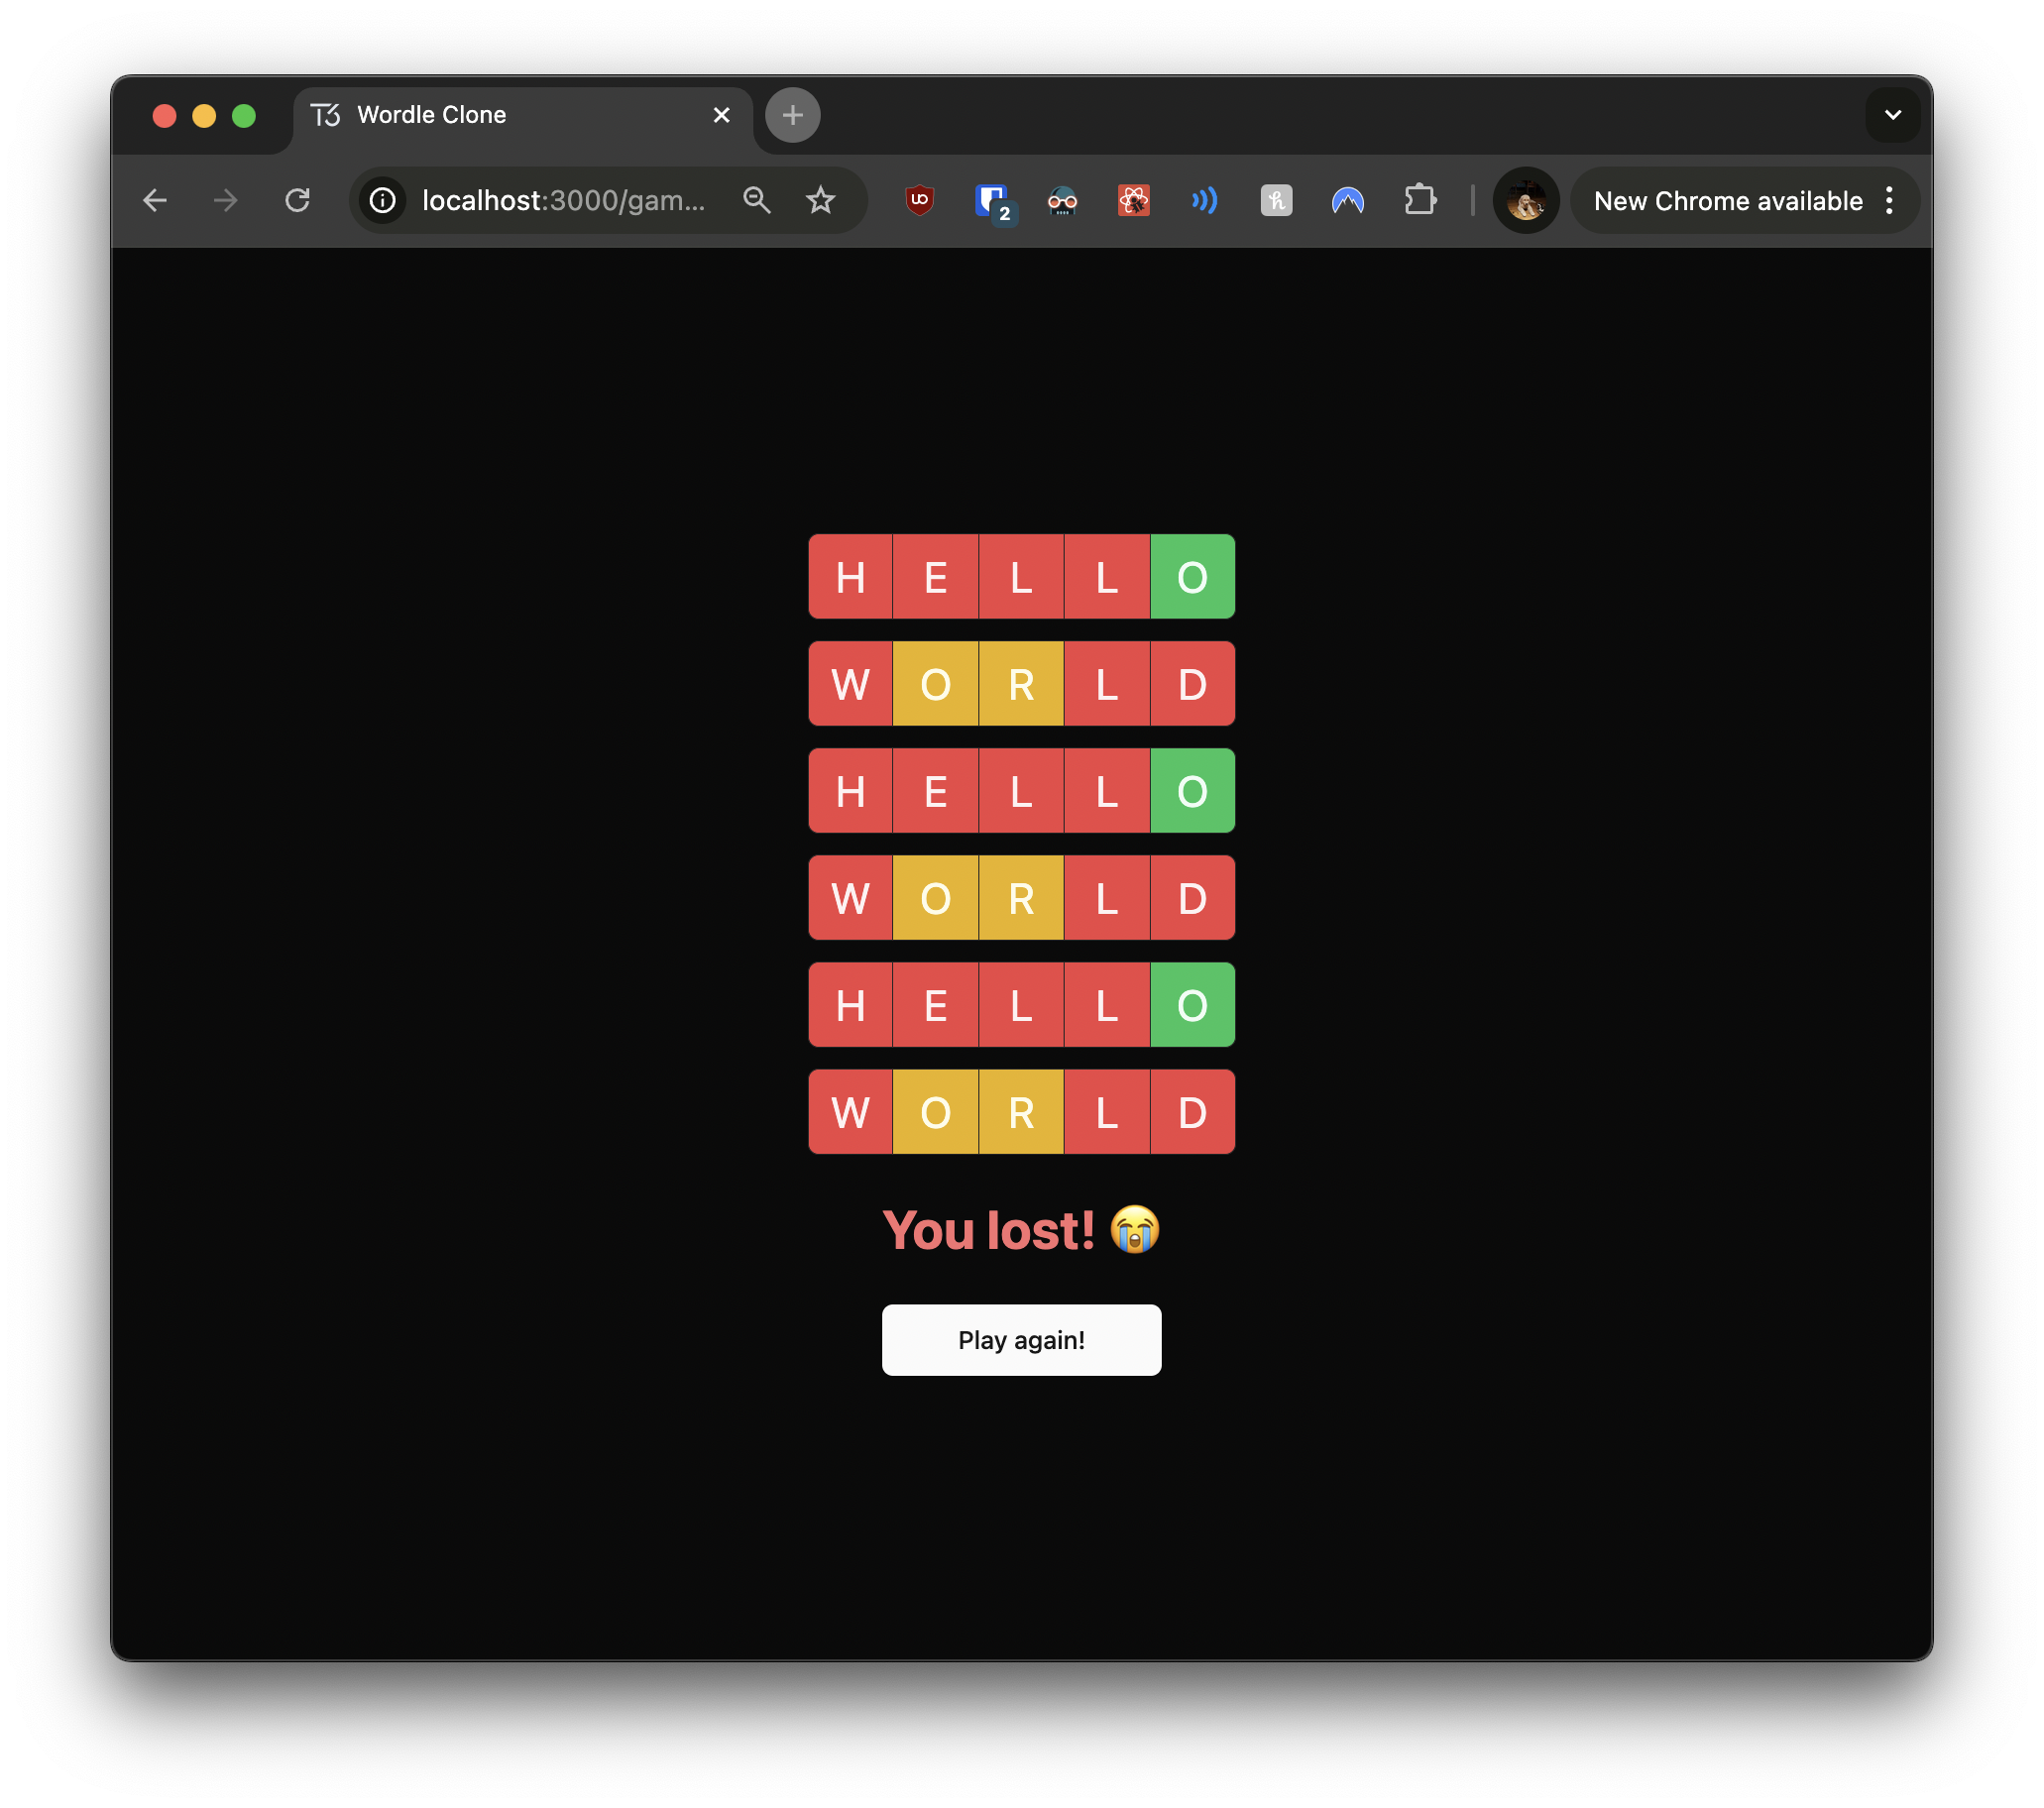 Wordle Clone
localhost:3000/gam...
2
New Chrome available
H E L L O
W O R L D
H E L L O
W O R L D
H E L L O
W O R L D
You lost! 😭
Play again!